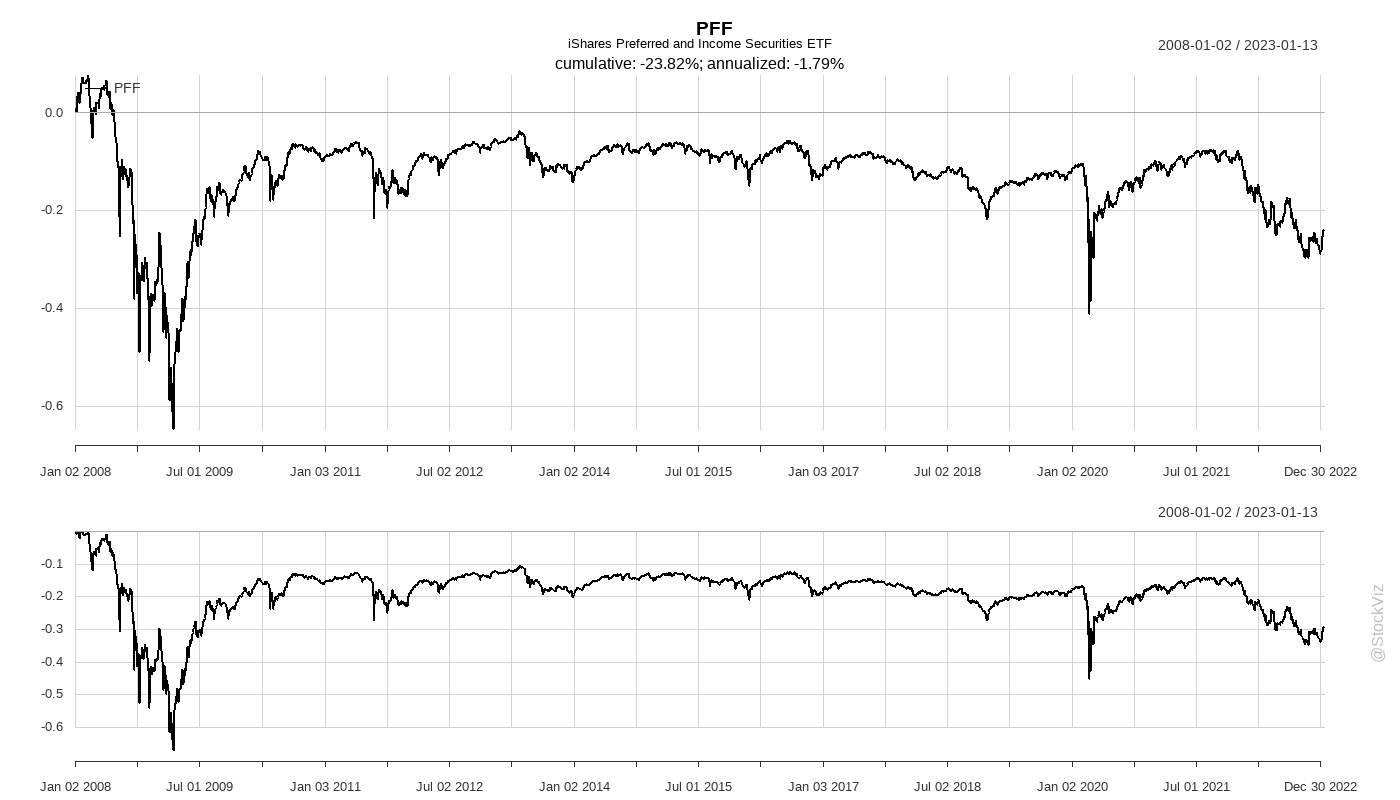 PFF
iShares Preferred and Income Securities ETF
2008-01-02 / 2023-01-13
cumulative: -23.82%; annualized: -1.79%
PFF
0.0
-0.2
-0.4
-0.6
Jan 02 2008 Jul 01 2009 Jan 03 2011 Jul 02 2012 Jan 02 2014 Jul 01 2015 Jan 03 2017 Jul 02 2018 Jan 02 2020 Jul 01 2021 Dec 30 2022
2008-01-02 / 2023-01-13
-0.1
-0.2
-0.3
-0.4
-0.5
-0.6
Jan 02 2008 Jul 01 2009 Jan 03 2011 Jul 02 2012 Jan 02 2014 Jul 01 2015 Jan 03 2017 Jul 02 2018 Jan 02 2020 Jul 01 2021 Dec 30 2022
@StockViz